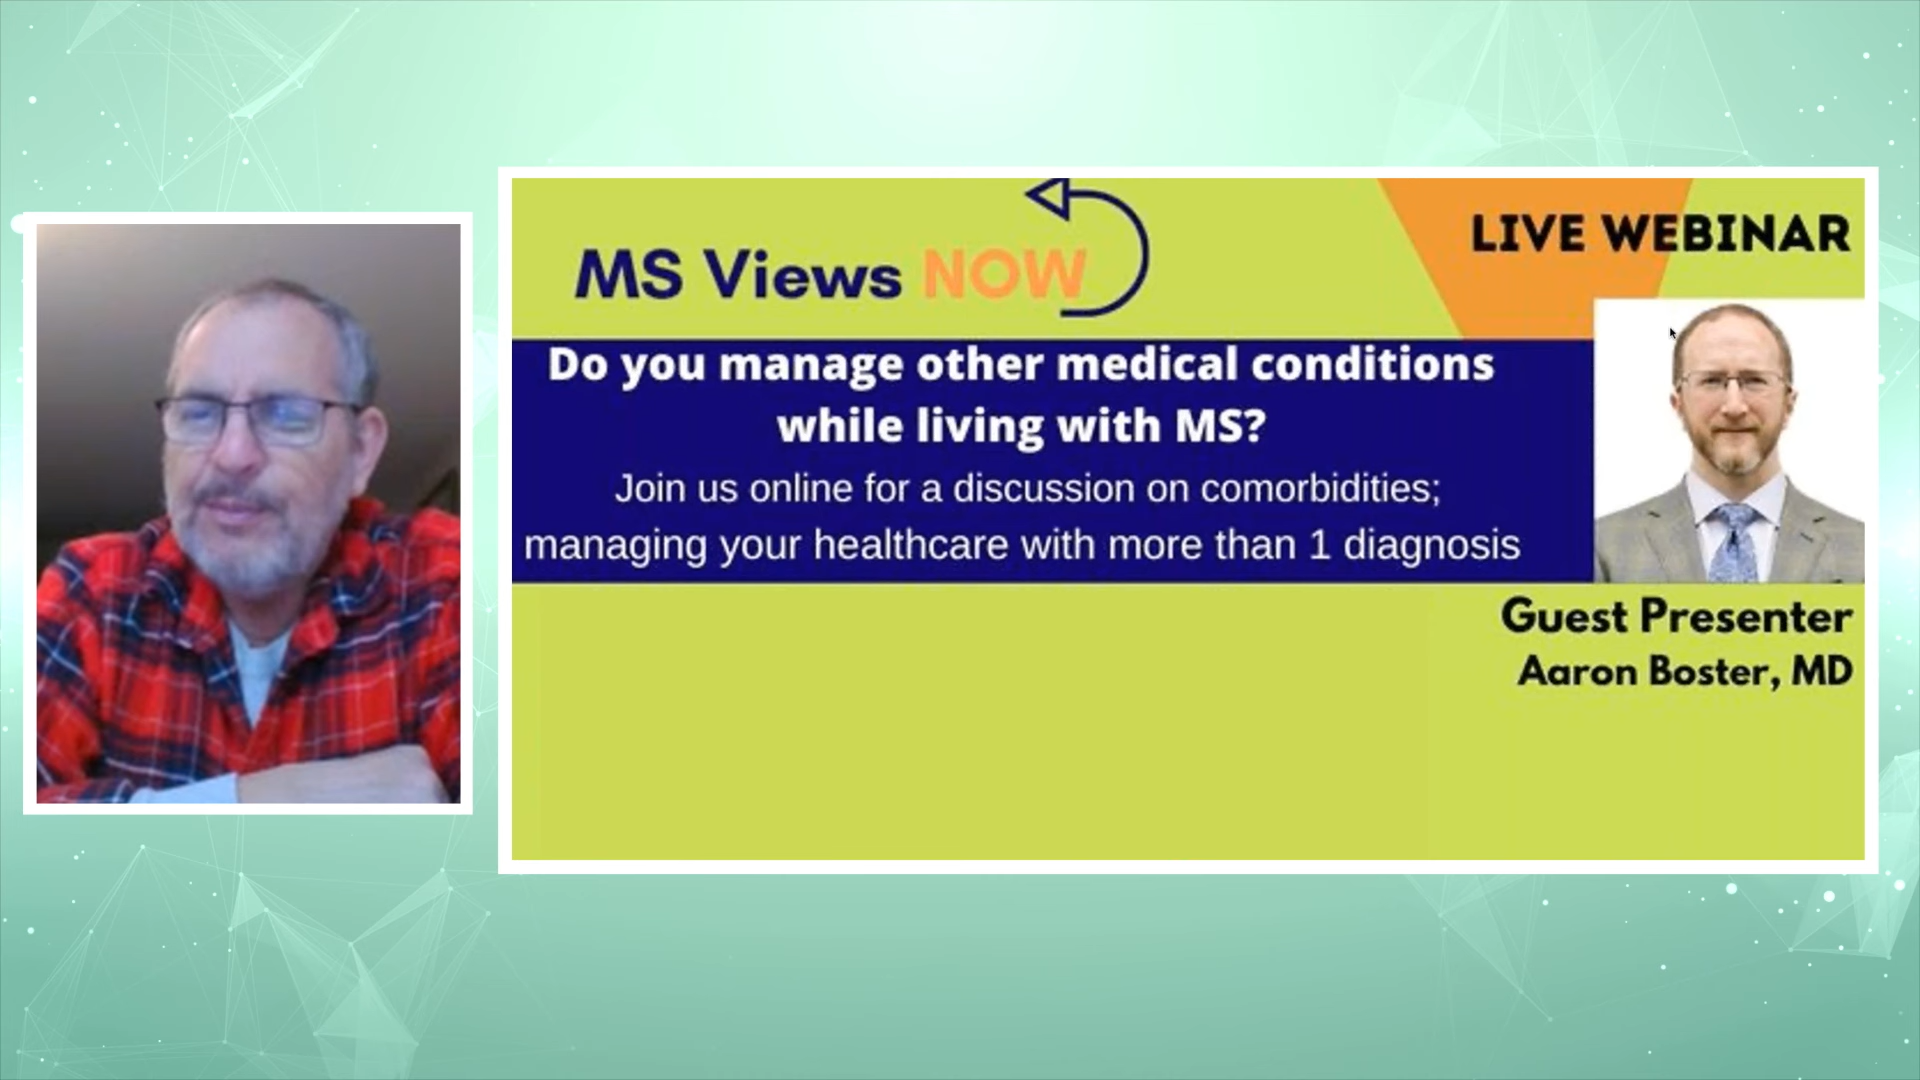 MS Views NOW
LIVE WEBINAR
Do you manage other medical conditions
while living with MS?
Join us online for a discussion on comorbidities;
managing your healthcare with more than 1 diagnosis
Guest Presenter
Aaron Boster, MD